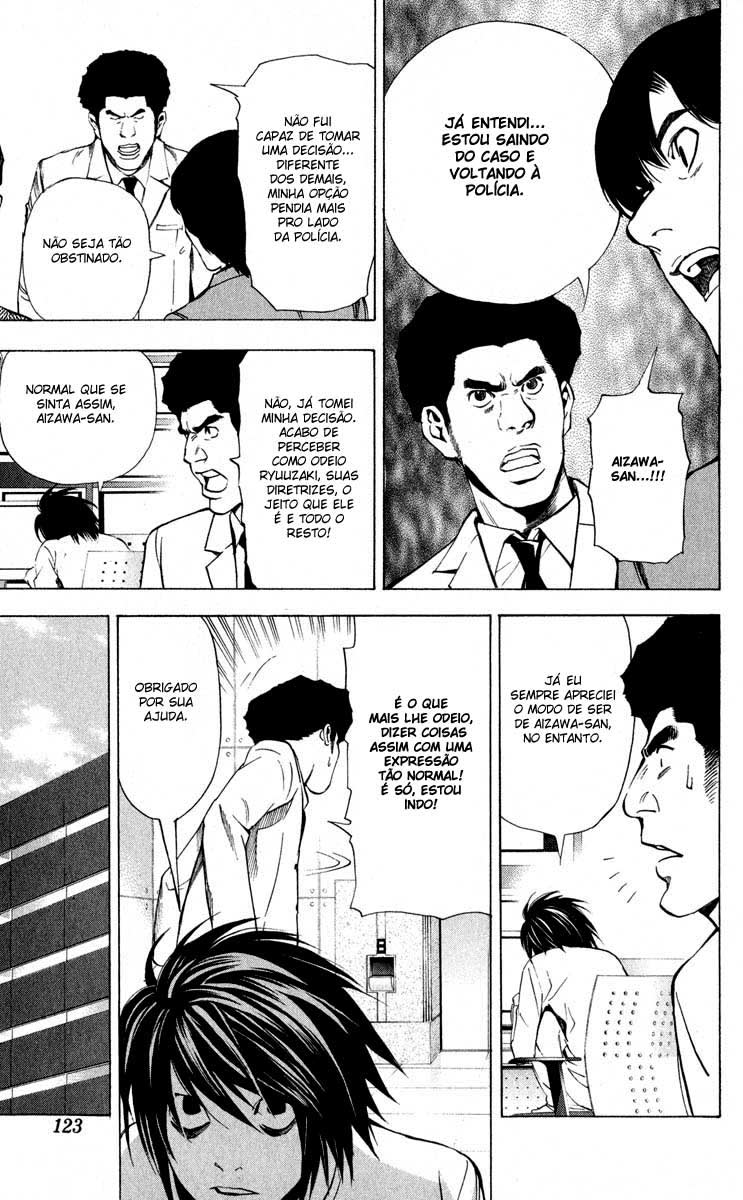 JÁ ENTENDI...
ESTOU SAINDO
DO CASO E
VOLTANDO À
POLÍCIA.
AIZAWA-
SAN...!!!
NÃO FUI
CAPAZ DE TOMAR
UMA DECISÃO...
DIFERENTE
DOS DEMAIS,
MINHA OPÇÃO
PENDIA MAIS
PRO LADO
DA POLÍCIA.
NÃO SEJA TÃO
OBSTINADO.
NÃO, JÁ TOMEI
MINHA DECISÃO.
ACABO DE
PERCEBER
COMO ODEIO
RYUUZAKI, SUAS
DIRETRIZES, O
JEITO QUE ELE
É E TODO O
RESTO!
NORMAL QUE SE
SINTA ASSIM,
AIZAWA-SAN.
JÁ EU
SEMPRE APRECIEI
O MODO DE SER
DE AIZAWA-SAN,
NO ENTANTO.
É O QUE
MAIS LHE ODEIO,
DIZER COISAS
ASSIM COM UMA
EXPRESSÃO
TÃO NORMAL!
É SÓ, ESTOU
INDO!
OBRIGADO
POR SUA
AJUDA.
123